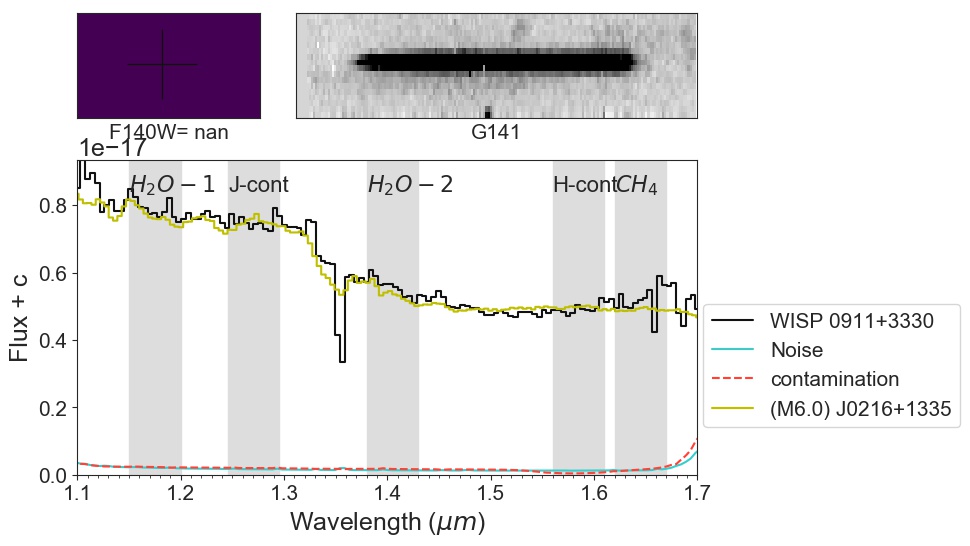 F140W= nan
G141
1e−17
H₂O − 1 J-cont H₂O − 2 H-cont CH₄
0.8
0.6
0.4
0.2
0.0
Flux + c
1.1 1.2 1.3 1.4 1.5 1.6 1.7
Wavelength (μm)
WISP 0911+3330
Noise
contamination
(M6.0) J0216+1335